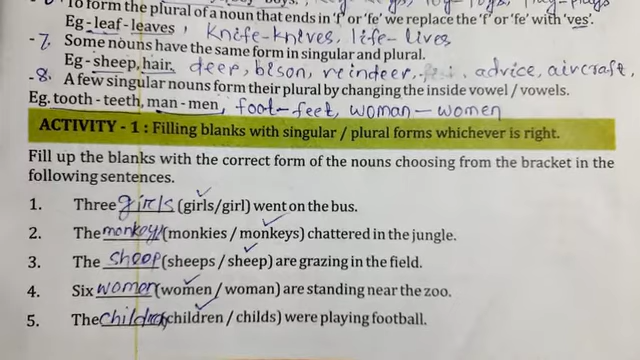 To form the plural of a noun that ends in 'f' or 'fe' we replace the 'f' or 'fe' with 'ves'.
Eg - leaf - leaves, knife-knives, life-lives
-7. Some nouns have the same form in singular and plural.
Eg - sheep, hair, deep, bison, reindeer, advice, aircraft,
-8. A few singular nouns form their plural by changing the inside vowel / vowels.
Eg. tooth - teeth, man - men, foot-feet, woman-women
ACTIVITY - 1 : Filling blanks with singular / plural forms whichever is right.
Fill up the blanks with the correct form of the nouns choosing from the bracket in the
following sentences.
1. Three girls (girls/girl) went on the bus.
2. The monkeys (monkies / monkeys) chattered in the jungle.
3. The sheep (sheeps / sheep) are grazing in the field.
4. Six women (women / woman) are standing near the zoo.
5. The children (children / childs) were playing football.